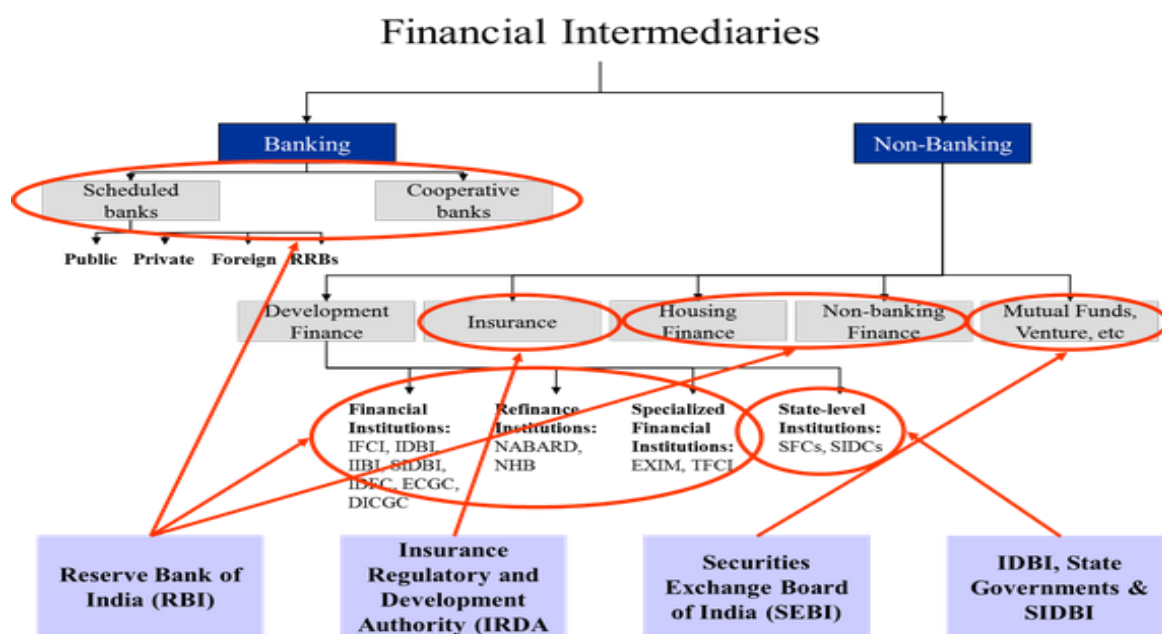 Financial Intermediaries
Banking
Non-Banking
Scheduled
banks
Cooperative
banks
Public Private Foreign RRBs
Development
Finance
Insurance
Housing
Finance
Non-banking
Finance
Mutual Funds,
Venture, etc
Financial
Institutions:
IFCI, IDBI,
IIBI, SIDBI,
IDFC, ECGC,
DICGC
Refinance
Institutions:
NABARD,
NHB
Specialized
Financial
Institutions:
EXIM, TFCI
State-level
Institutions:
SFCs, SIDCs
Reserve Bank of
India (RBI)
Insurance
Regulatory and
Development
Authority (IRDA
Securities
Exchange Board
of India (SEBI)
IDBI, State
Governments &
SIDBI